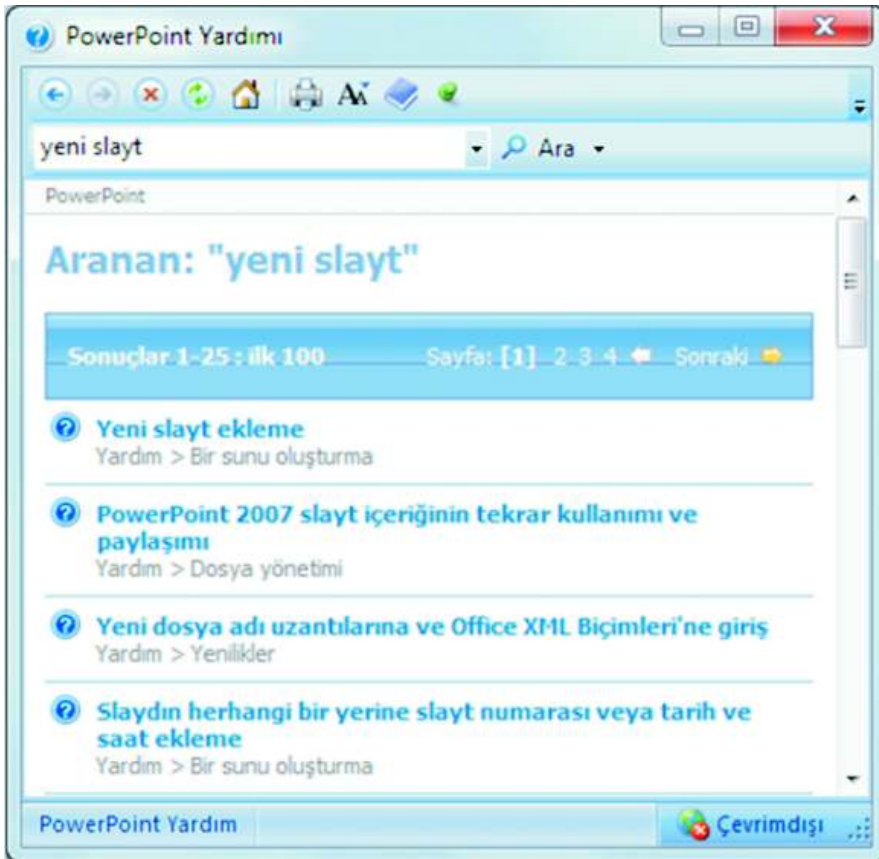 PowerPoint Yardımı
yeni slayt
Ara
PowerPoint
Aranan: "yeni slayt"
Sonuçlar 1-25 : ilk 100 Sayfa: [1] 2 3 4 Sonraki
Yeni slayt ekleme
Yardım > Bir sunu oluşturma
PowerPoint 2007 slayt içeriğinin tekrar kullanımı ve
paylaşımı
Yardım > Dosya yönetimi
Yeni dosya adı uzantılarına ve Office XML Biçimleri'ne giriş
Yardım > Yenilikler
Slaydın herhangi bir yerine slayt numarası veya tarih ve
saat ekleme
Yardım > Bir sunu oluşturma
PowerPoint Yardım
Çevrimdışı